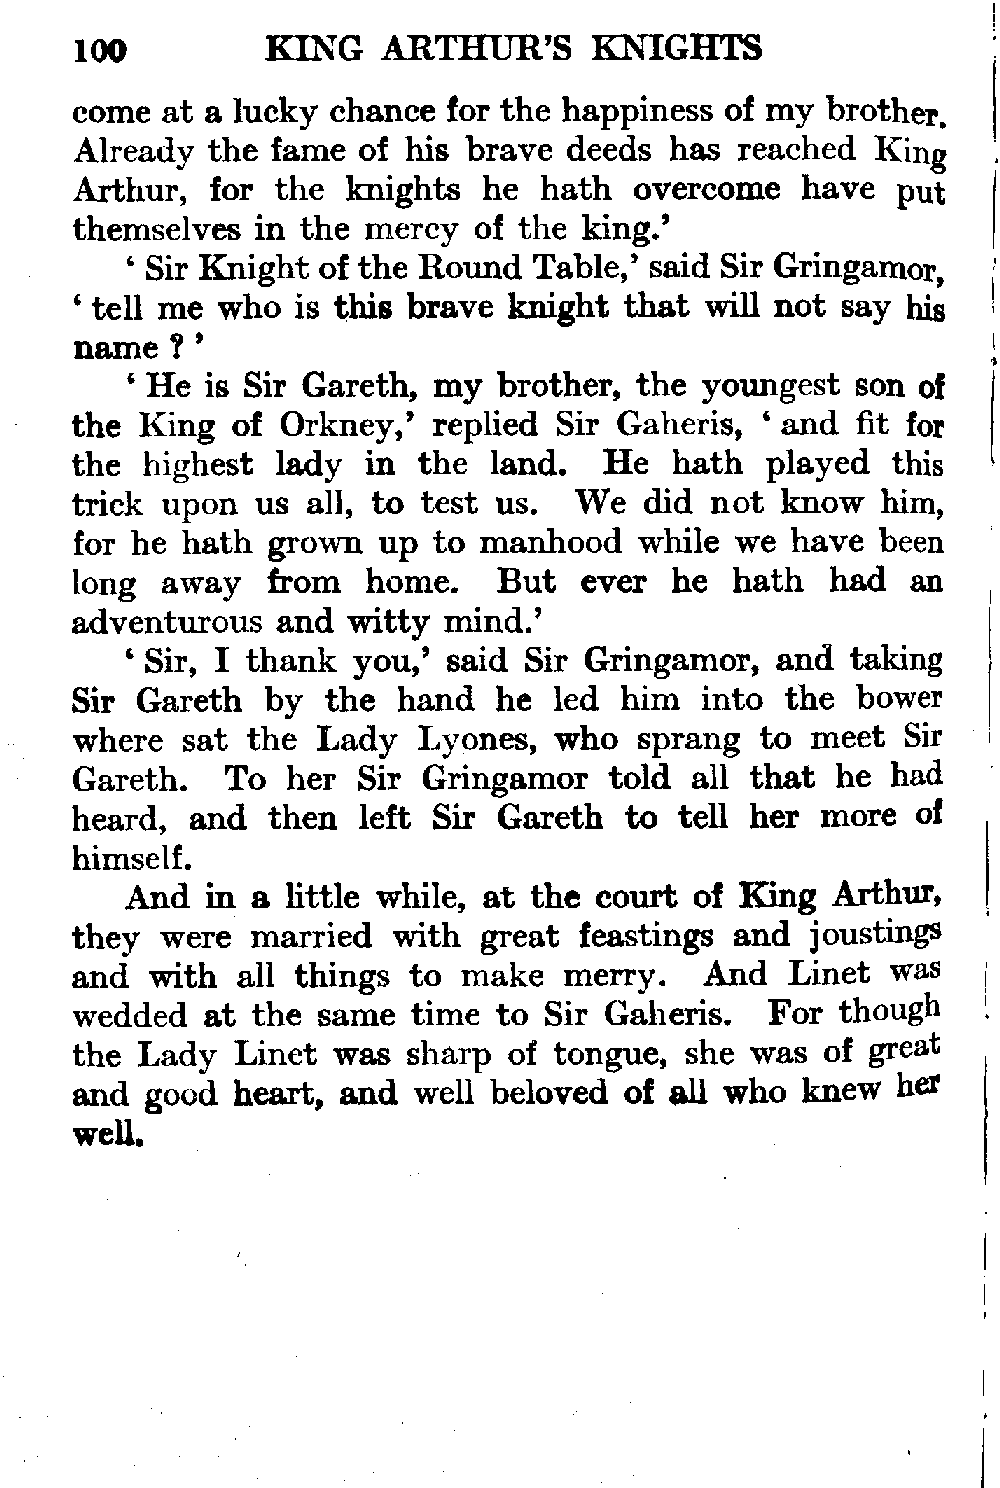 100 KING ARTHUR'S KNIGHTS
come at a lucky chance for the happiness of my brother.
Already the fame of his brave deeds has reached King
Arthur, for the knights he hath overcome have put
themselves in the mercy of the king.'
' Sir Knight of the Round Table,' said Sir Gringamor,
' tell me who is this brave knight that will not say his
name ? '
' He is Sir Gareth, my brother, the youngest son of
the King of Orkney,' replied Sir Gaheris, ' and fit for
the highest lady in the land. He hath played this
trick upon us all, to test us. We did not know him,
for he hath grown up to manhood while we have been
long away from home. But ever he hath had an
adventurous and witty mind.'
' Sir, I thank you,' said Sir Gringamor, and taking
Sir Gareth by the hand he led him into the bower
where sat the Lady Lyones, who sprang to meet Sir
Gareth. To her Sir Gringamor told all that he had
heard, and then left Sir Gareth to tell her more of
himself.
And in a little while, at the court of King Arthur,
they were married with great feastings and joustings
and with all things to make merry. And Linet was
wedded at the same time to Sir Gaheris. For though
the Lady Linet was sharp of tongue, she was of great
and good heart, and well beloved of all who knew her
well.